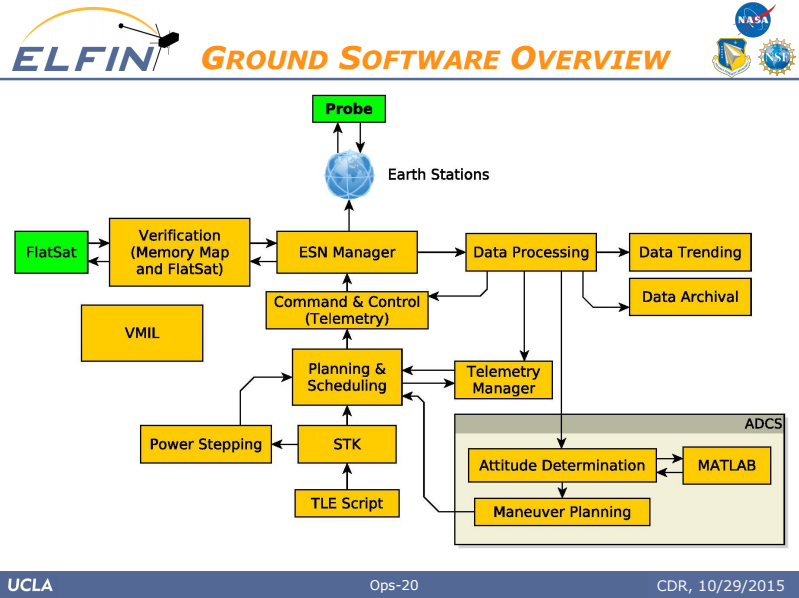 ELFIN
GROUND SOFTWARE OVERVIEW
NASA
NSF
Probe
Earth Stations
FlatSat
Verification
(Memory Map
and FlatSat)
ESN Manager
Data Processing
Data Trending
Data Archival
Command & Control
(Telemetry)
VMIL
Planning &
Scheduling
Telemetry
Manager
ADCS
Power Stepping
STK
Attitude Determination
MATLAB
TLE Script
Maneuver Planning
UCLA
Ops-20
CDR, 10/29/2015